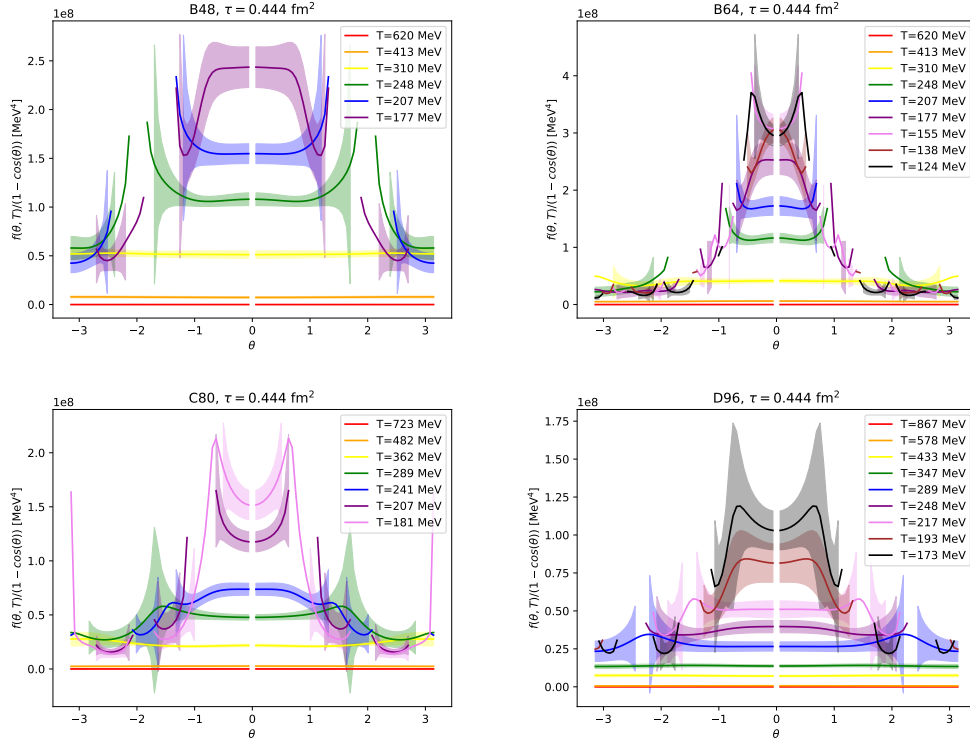 B48, τ = 0.444 fm²
1e8
f(θ, T)/(1 − cos(θ)) [MeV⁴]
2.5
2.0
1.5
1.0
0.5
0.0
−3 −2 −1 0 1 2 3
θ
T=620 MeV
T=413 MeV
T=310 MeV
T=248 MeV
T=207 MeV
T=177 MeV
B64, τ = 0.444 fm²
1e8
f(θ, T)/(1 − cos(θ)) [MeV⁴]
4
3
2
1
0
−3 −2 −1 0 1 2 3
θ
T=620 MeV
T=413 MeV
T=310 MeV
T=248 MeV
T=207 MeV
T=177 MeV
T=155 MeV
T=138 MeV
T=124 MeV
C80, τ = 0.444 fm²
1e8
f(θ, T)/(1 − cos(θ)) [MeV⁴]
2.0
1.5
1.0
0.5
0.0
−3 −2 −1 0 1 2 3
θ
T=723 MeV
T=482 MeV
T=362 MeV
T=289 MeV
T=241 MeV
T=207 MeV
T=181 MeV
D96, τ = 0.444 fm²
1e8
f(θ, T)/(1 − cos(θ)) [MeV⁴]
1.75
1.50
1.25
1.00
0.75
0.50
0.25
0.00
−3 −2 −1 0 1 2 3
θ
T=867 MeV
T=578 MeV
T=433 MeV
T=347 MeV
T=289 MeV
T=248 MeV
T=217 MeV
T=193 MeV
T=173 MeV